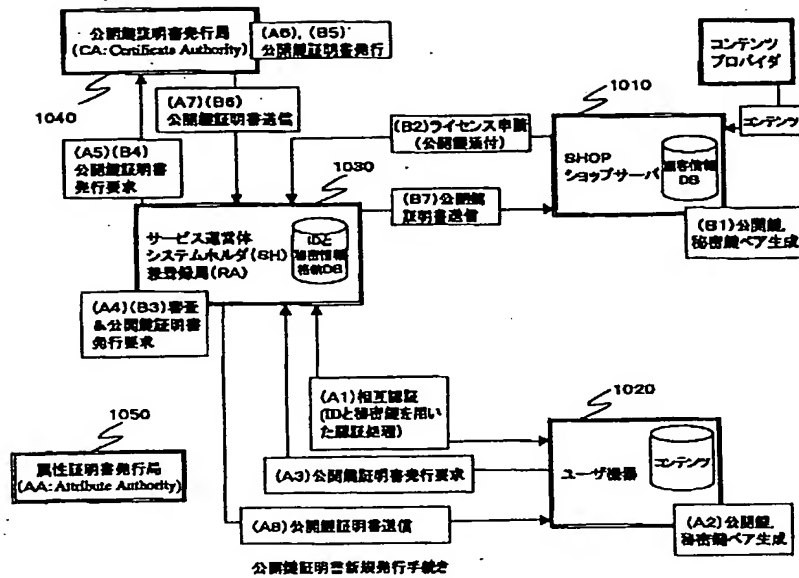 公開鍵証明書発行局
(CA: Certificate Authority)
(A6), (B5)
公開鍵証明書発行
コンテンツ
プロバイダ
1040
(A7)(B6)
公開鍵証明書送信
1010
コンテンツ
(B2)ライセンス申請
(公開鍵添付)
(A5)(B4)
公開鍵証明書
発行要求
1030
SHOP
ショップサーバ
顧客情報
DB
(B7)公開鍵
証明書送信
(B1)公開鍵,
秘密鍵ペア生成
サービス運営体
システムホルダ(SH)
兼登録局(RA)
IDと
秘密情報
格納DB
(A4)(B3)審査
&公開鍵証明書
発行要求
1050
(A1)相互認証
(IDと秘密鍵を用い
た認証処理)
1020
属性証明書発行局
(AA: Attribute Authority)
(A3)公開鍵証明書発行要求
ユーザ機器
コンテンツ
(A8)公開鍵証明書送信
(A2)公開鍵,
秘密鍵ペア生成
公開鍵証明書新規発行手続き